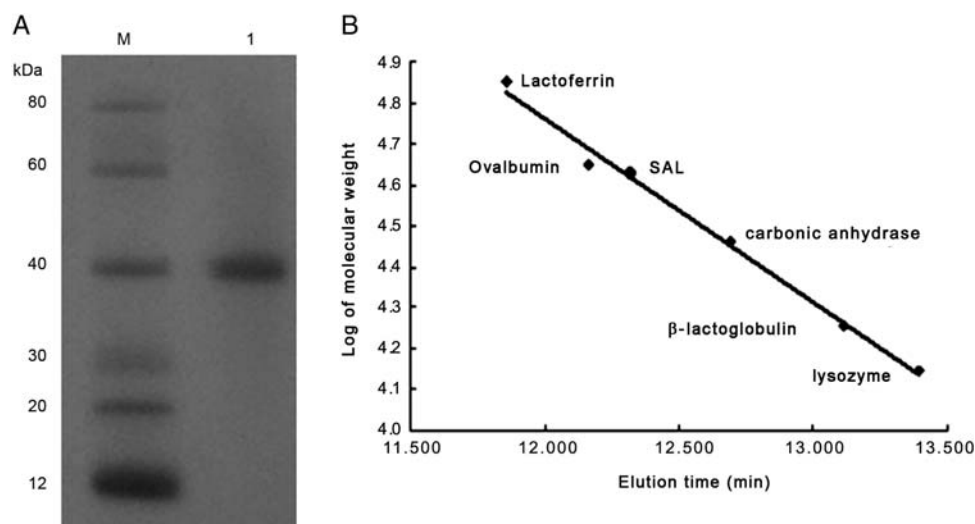 A
M 1
kDa
80
60
40
30
20
12
B
Log of molecular weight
4.9
4.8
4.7
4.6
4.5
4.4
4.3
4.2
4.1
4.0
Lactoferrin
Ovalbumin
SAL
carbonic anhydrase
β-lactoglobulin
lysozyme
11.500 12.000 12.500 13.000 13.500
Elution time (min)